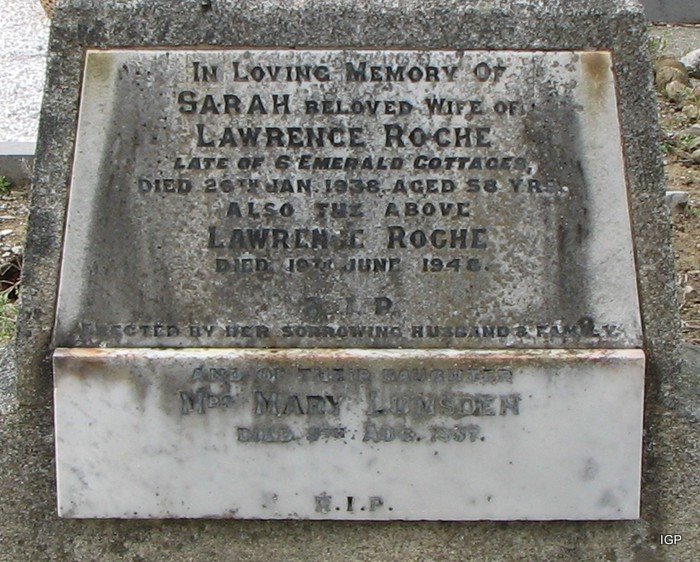 IN LOVING MEMORY OF
SARAH BELOVED WIFE OF
LAWRENCE ROCHE
LATE OF 6 EMERALD COTTAGES,
DIED 26TH JAN. 1938. AGED 58 YRS.
ALSO THE ABOVE
LAWRENCE ROCHE
DIED 19TH JUNE 1948.
R.I.P.
ERECTED BY HER SORROWING HUSBAND & FAMILY.
AND OF THEIR DAUGHTER
MRS MARY LUMSDEN
DIED AUG.
R.I.P.
IGP